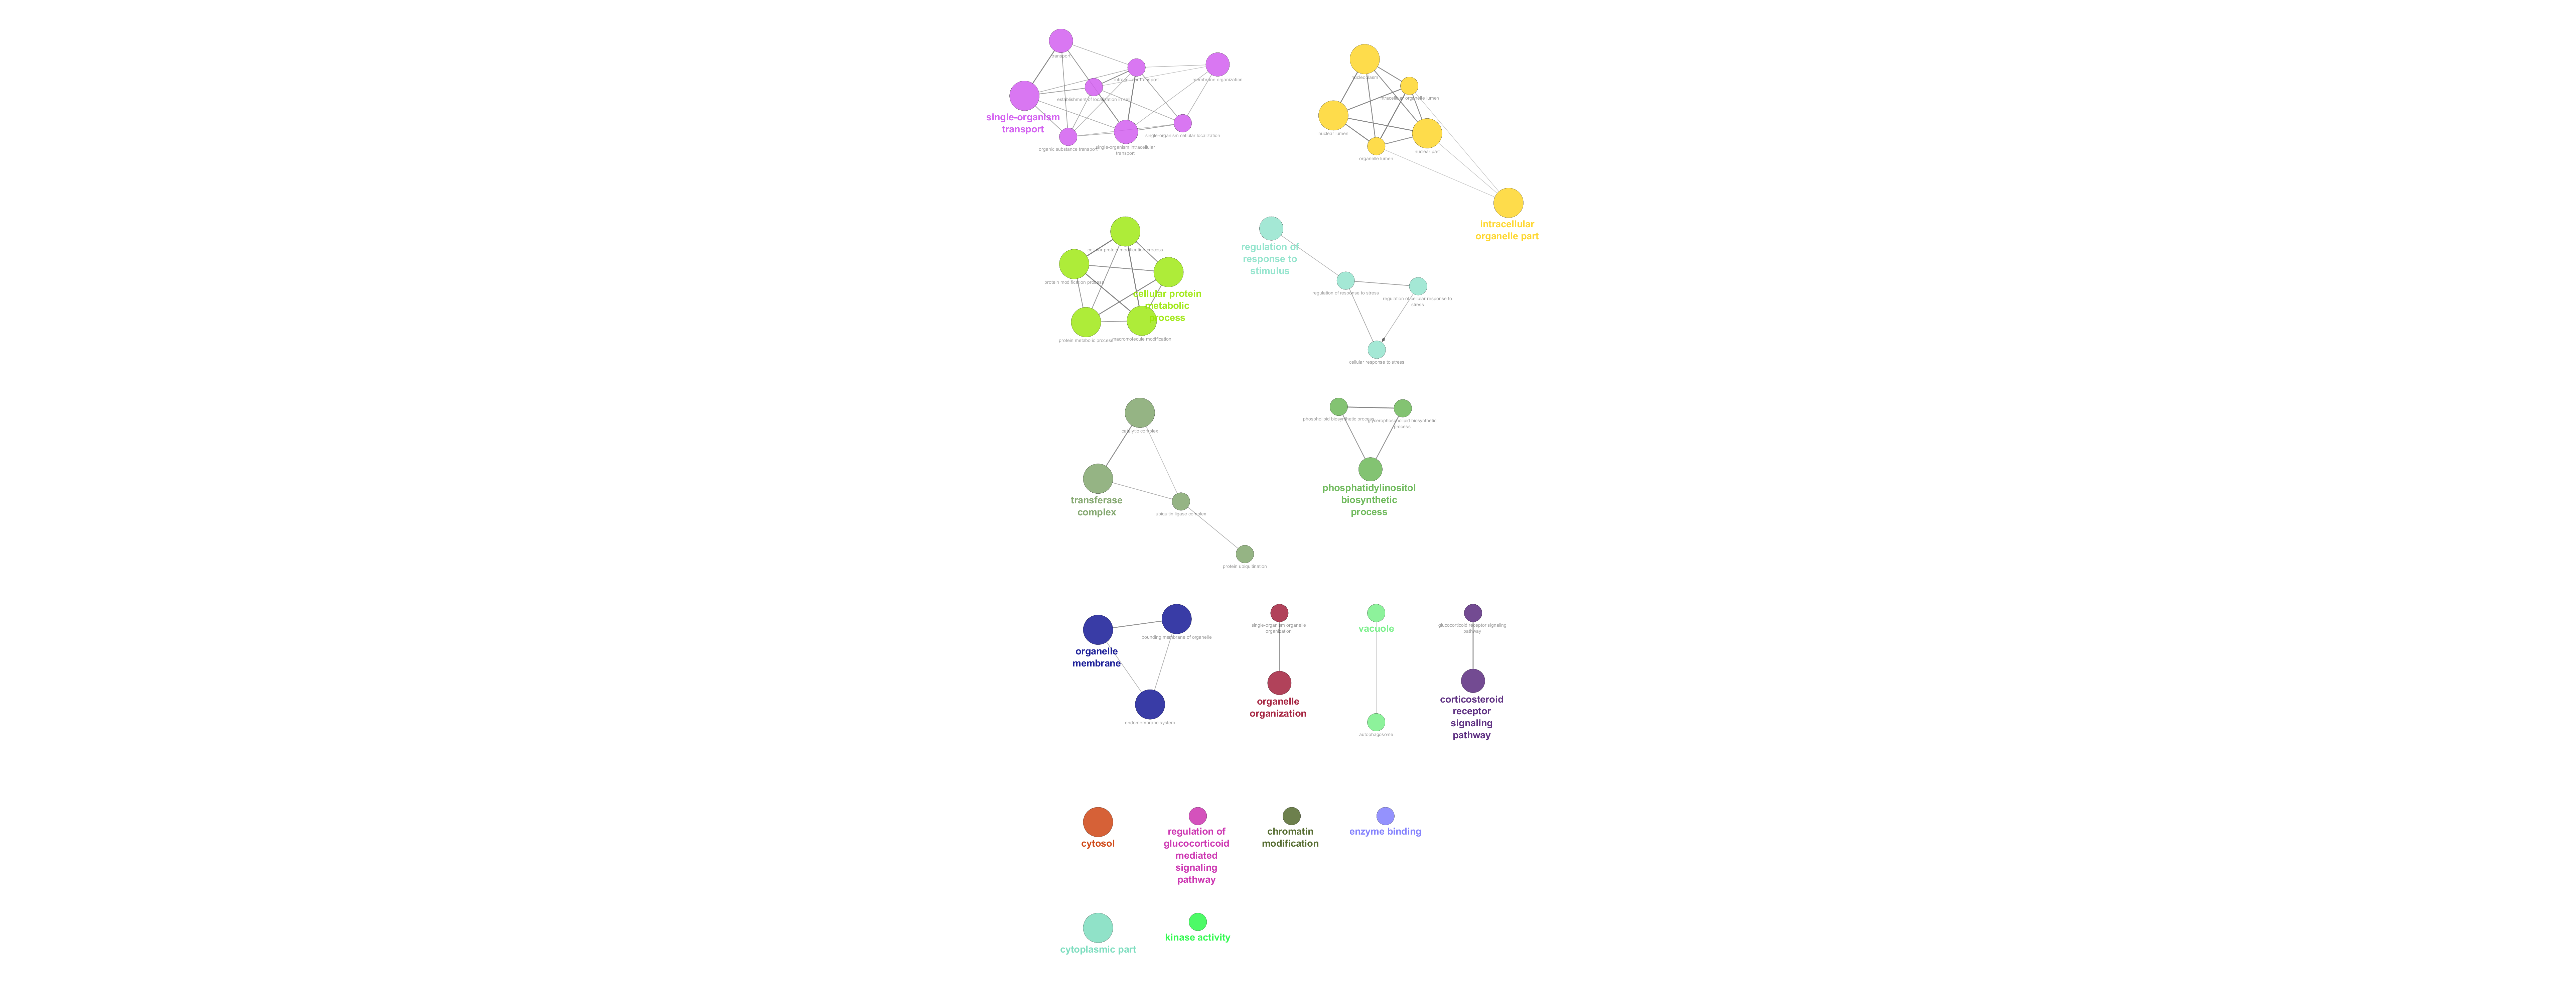 transport
intracellular transport
membrane organization
establishment of localization in cell
single-organism
transport
organic substance transport
single-organism intracellular
transport
single-organism cellular localization
nucleoplasm
intracellular organelle lumen
nuclear lumen
nuclear part
organelle lumen
intracellular
organelle part
cellular protein modification process
protein modification process
cellular protein
metabolic
process
protein metabolic process
macromolecule modification
regulation of
response to
stimulus
regulation of response to stress
regulation of cellular response to
stress
cellular response to stress
catalytic complex
transferase
complex
ubiquitin ligase complex
protein ubiquitination
phospholipid biosynthetic process
glycerophospholipid biosynthetic
process
phosphatidylinositol
biosynthetic
process
organelle
membrane
bounding membrane of organelle
endomembrane system
single-organism organelle
organization
organelle
organization
vacuole
autophagosome
glucocorticoid receptor signaling
pathway
corticosteroid
receptor
signaling
pathway
cytosol
regulation of
glucocorticoid
mediated
signaling
pathway
chromatin
modification
enzyme binding
cytoplasmic part
kinase activity